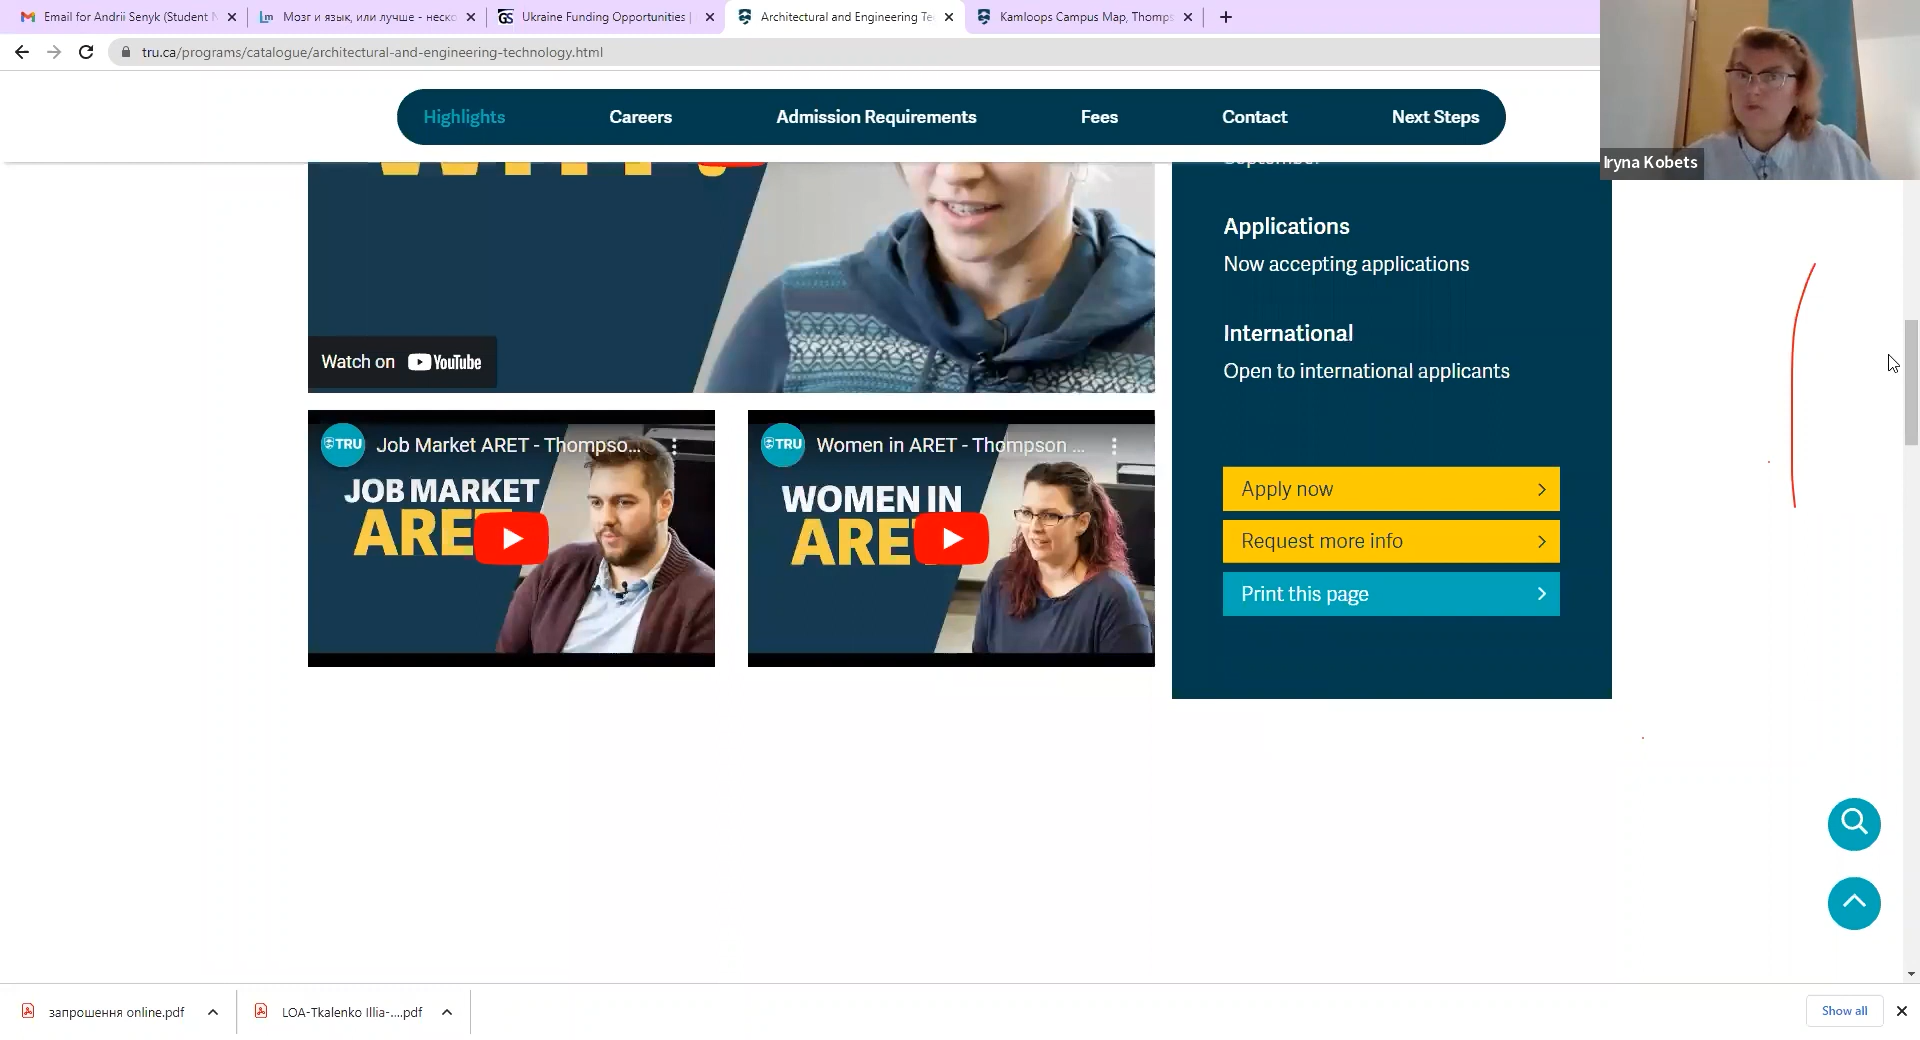 Email for Andrii Senyk (Student N
Мозг и язык, или лучше - неско
Ukraine Funding Opportunities |
Architectural and Engineering Te
Kamloops Campus Map, Thomps
tru.ca/programs/catalogue/architectural-and-engineering-technology.html
Highlights
Careers
Admission Requirements
Fees
Contact
Next Steps
Iryna Kobets
September
Applications
Now accepting applications
International
Open to international applicants
Watch on YouTube
TRU
Job Market ARET - Thompso...
JOB MARKET
ARE
TRU
Women in ARET - Thompson ...
WOMEN IN
ARET
Apply now
Request more info
Print this page
запрошення online.pdf
LOA-Tkalenko Illia-....pdf
Show all